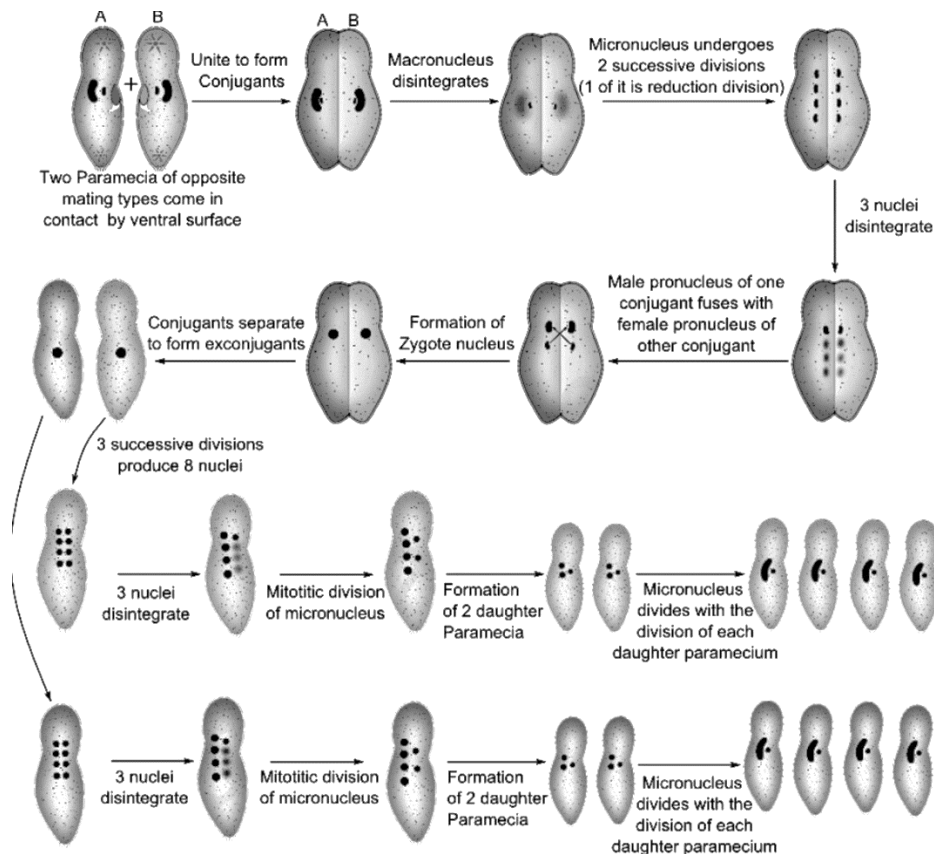 A B
+
Unite to form
Conjugants
A B
Macronucleus
disintegrates
Micronucleus undergoes
2 successive divisions
(1 of it is reduction division)
Two Paramecia of opposite
mating types come in
contact by ventral surface
3 nuclei
disintegrate
Male pronucleus of one
conjugant fuses with
female pronucleus of
other conjugant
Formation of
Zygote nucleus
Conjugants separate
to form exconjugants
3 successive divisions
produce 8 nuclei
3 nuclei
disintegrate
Mitotitic division
of micronucleus
Formation
of 2 daughter
Paramecia
Micronucleus
divides with the
division of each
daughter paramecium
3 nuclei
disintegrate
Mitotitic division
of micronucleus
Formation
of 2 daughter
Paramecia
Micronucleus
divides with the
division of each
daughter paramecium